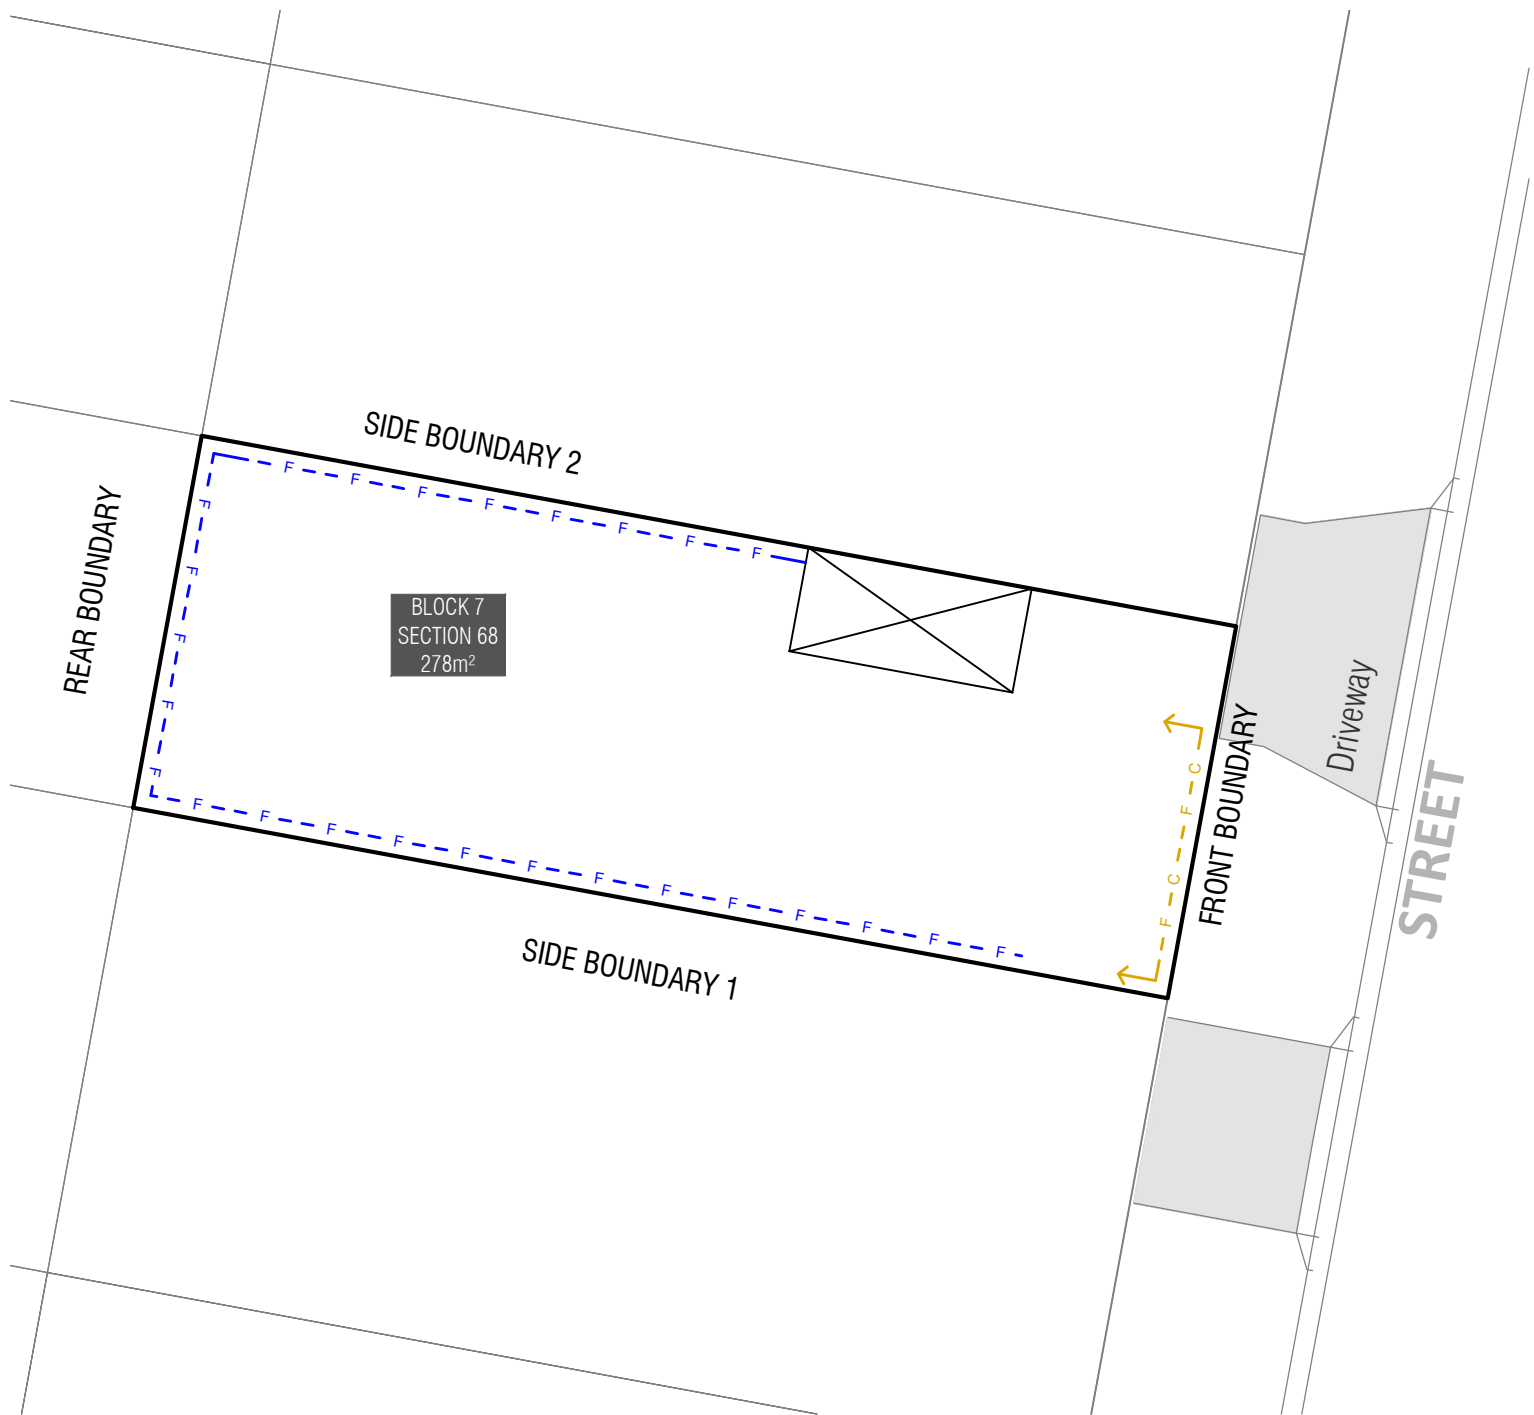 SIDE BOUNDARY 2
F F F F F F F F
REAR BOUNDARY
F F F F F
BLOCK 7
SECTION 68
278m²
Driveway
C F C F
FRONT BOUNDARY
STREET
F F F F F F F F F F F F F
SIDE BOUNDARY 1